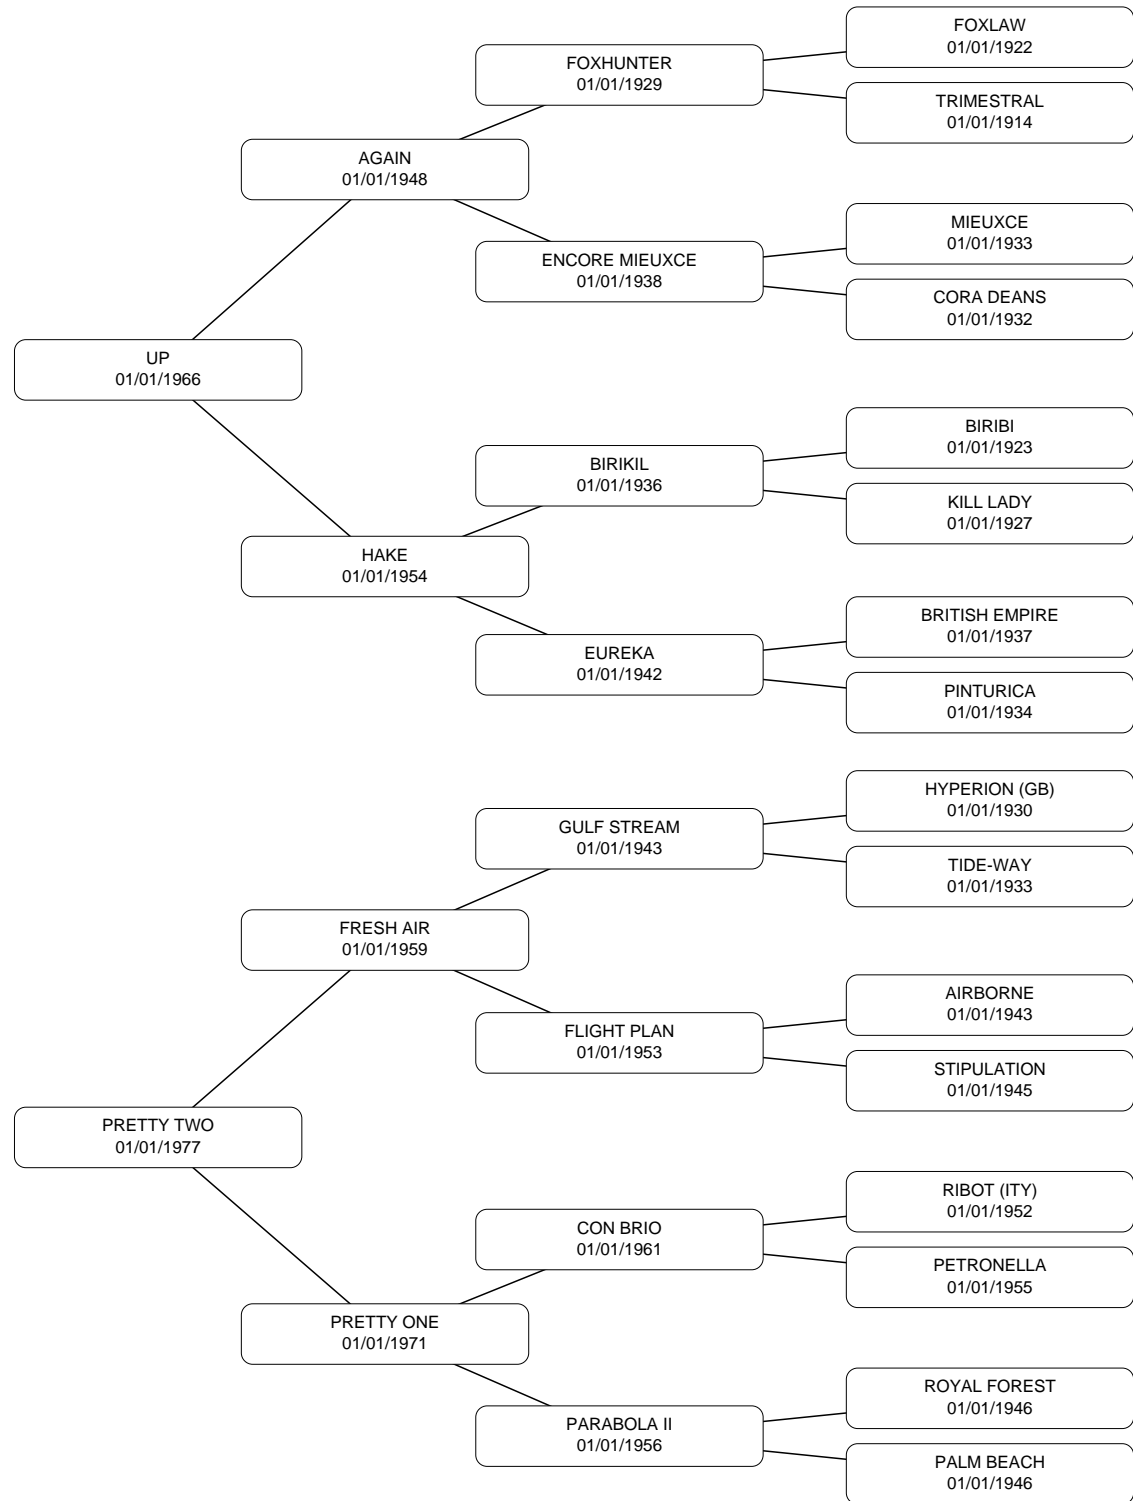 FOXLAW
01/01/1922
FOXHUNTER
01/01/1929
TRIMESTRAL
01/01/1914
AGAIN
01/01/1948
MIEUXCE
01/01/1933
ENCORE MIEUXCE
01/01/1938
CORA DEANS
01/01/1932
UP
01/01/1966
BIRIBI
01/01/1923
BIRIKIL
01/01/1936
KILL LADY
01/01/1927
HAKE
01/01/1954
BRITISH EMPIRE
01/01/1937
EUREKA
01/01/1942
PINTURICA
01/01/1934
HYPERION (GB)
01/01/1930
GULF STREAM
01/01/1943
TIDE-WAY
01/01/1933
FRESH AIR
01/01/1959
AIRBORNE
01/01/1943
FLIGHT PLAN
01/01/1953
STIPULATION
01/01/1945
PRETTY TWO
01/01/1977
RIBOT (ITY)
01/01/1952
CON BRIO
01/01/1961
PETRONELLA
01/01/1955
PRETTY ONE
01/01/1971
ROYAL FOREST
01/01/1946
PARABOLA II
01/01/1956
PALM BEACH
01/01/1946